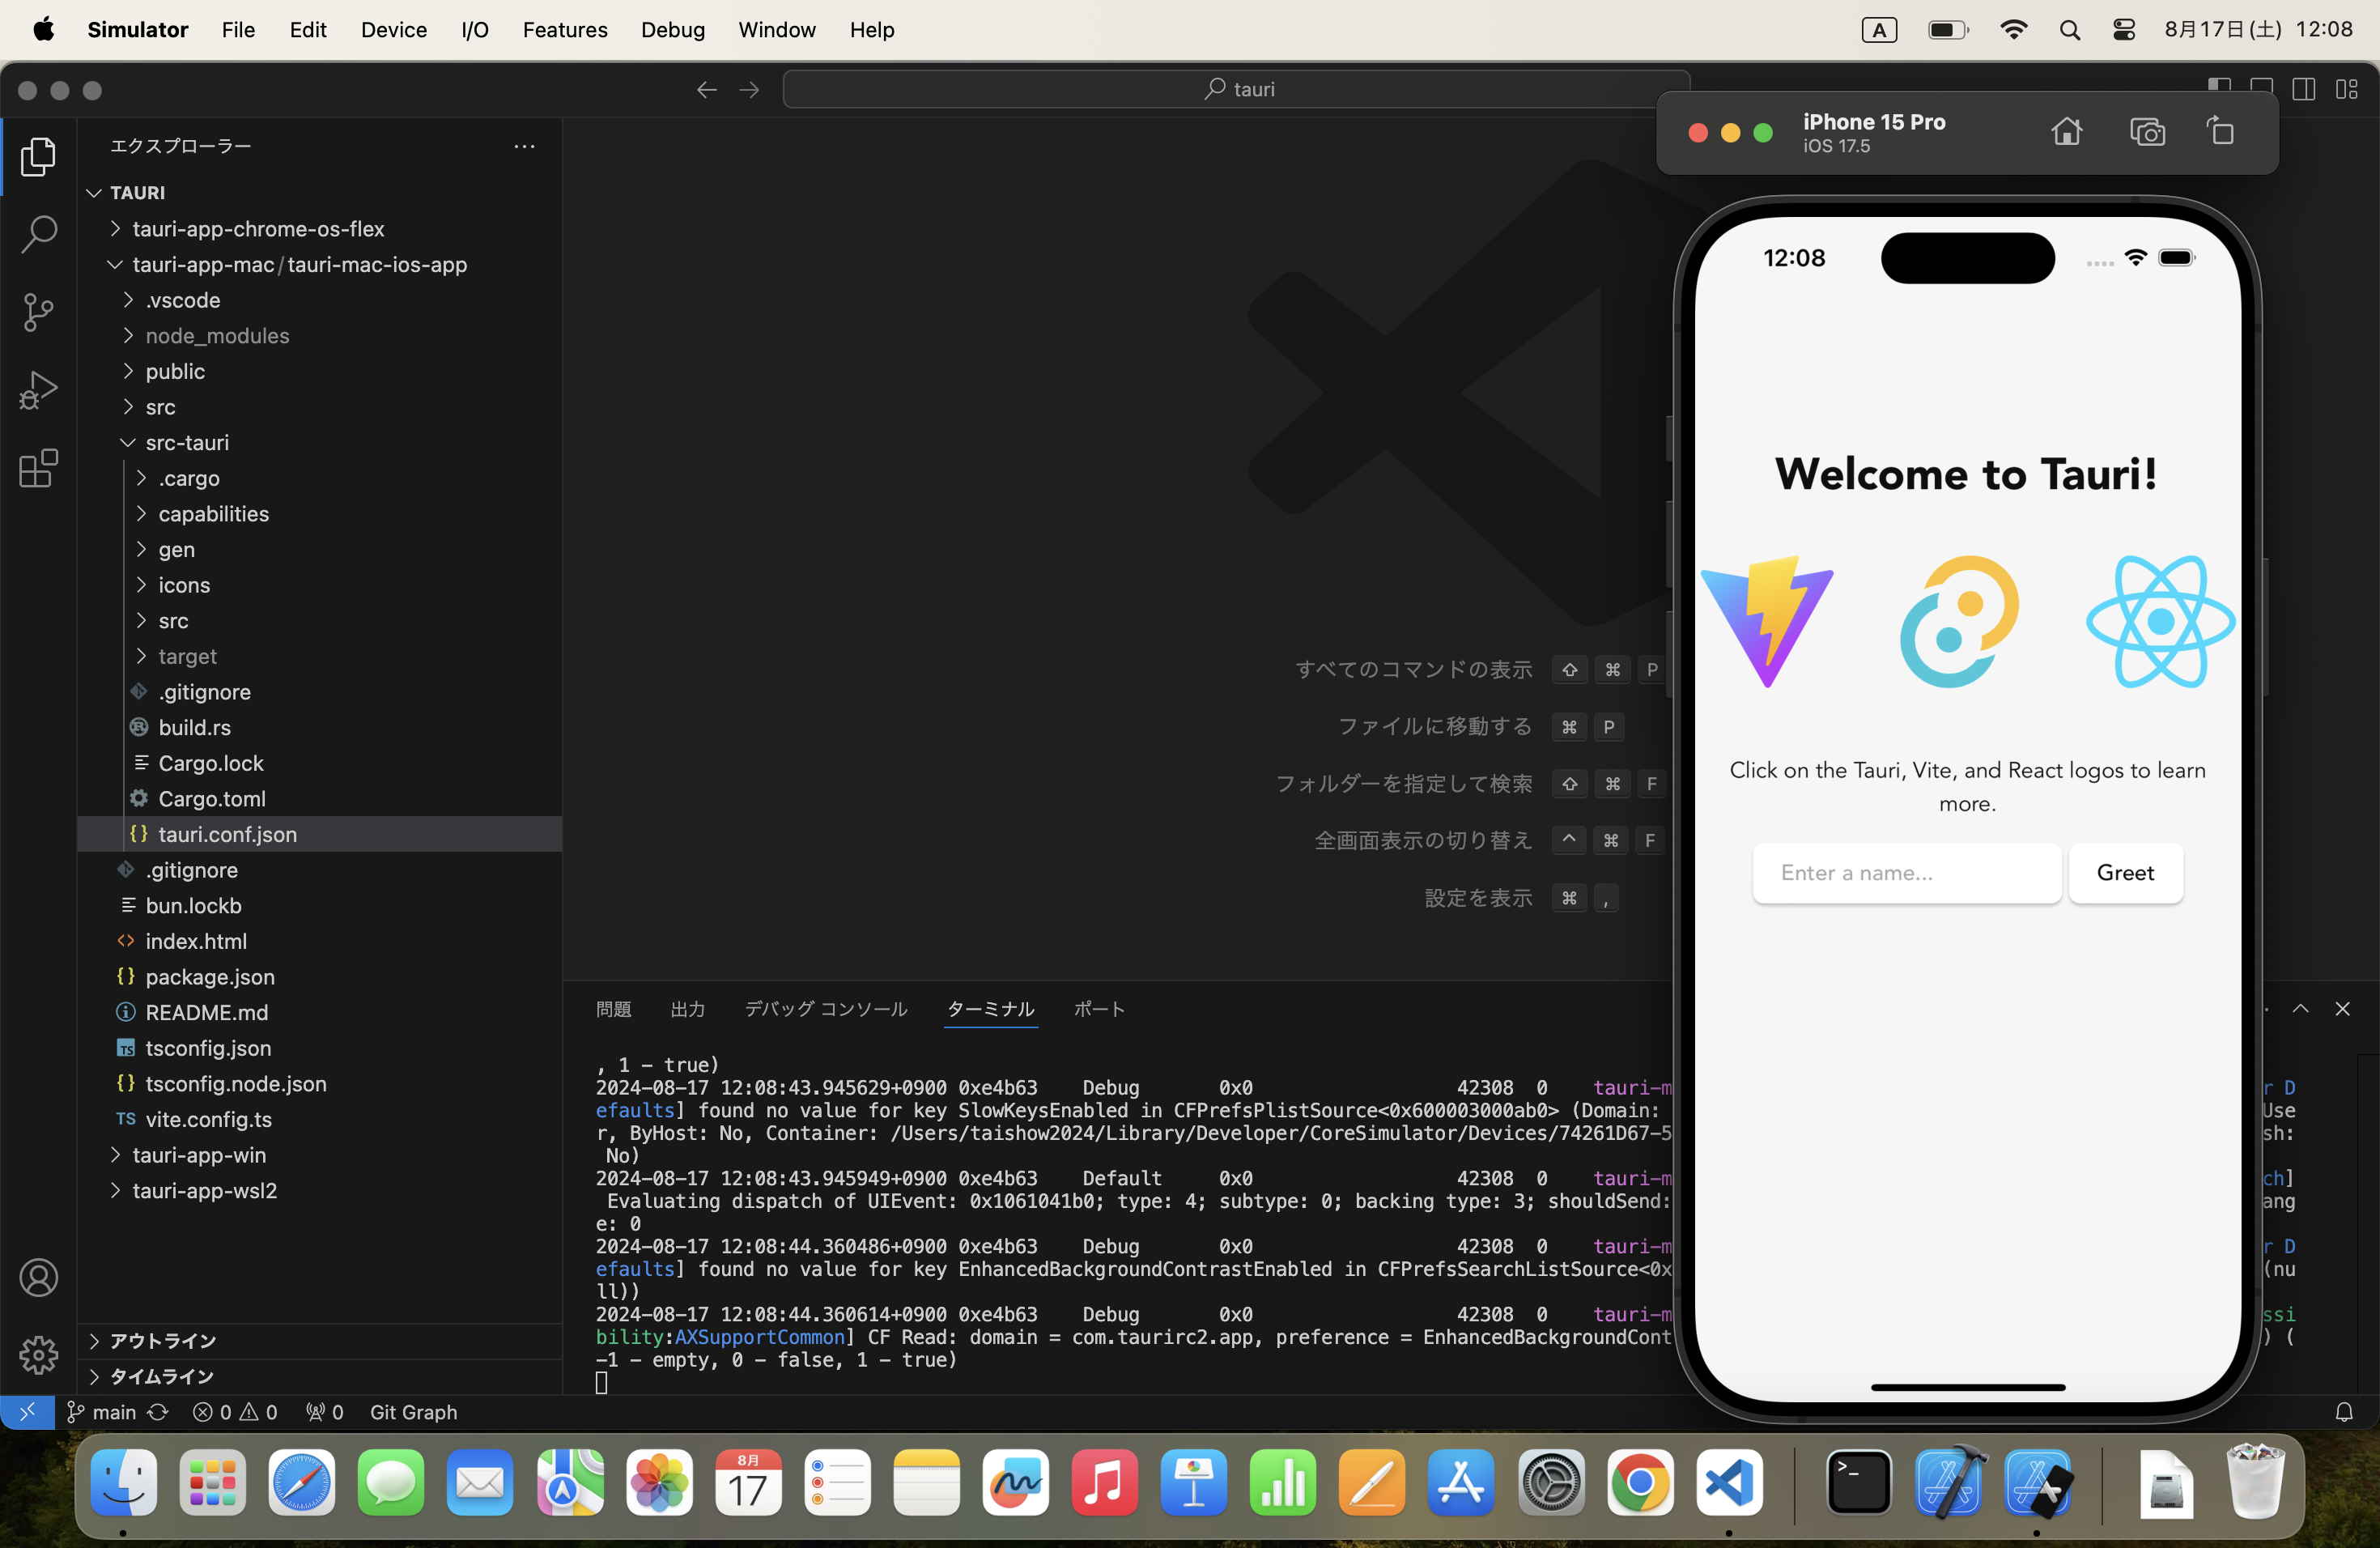 Simulator File Edit Device I/O Features Debug Window Help
A 8月17日(土) 12:08
tauri
エクスプローラー
TAURI
tauri-app-chrome-os-flex
tauri-app-mac/tauri-mac-ios-app
.vscode
node_modules
public
src
src-tauri
.cargo
capabilities
gen
icons
src
target
.gitignore
build.rs
Cargo.lock
Cargo.toml
tauri.conf.json
.gitignore
bun.lockb
index.html
package.json
README.md
tsconfig.json
tsconfig.node.json
TS vite.config.ts
tauri-app-win
tauri-app-wsl2
アウトライン
タイムライン
すべてのコマンドの表示 ⇧ ⌘ P
ファイルに移動する ⌘ P
フォルダーを指定して検索 ⇧ ⌘ F
全画面表示の切り替え ^ ⌘ F
設定を表示 ⌘ ,
問題 出力 デバッグ コンソール ターミナル ポート
, 1 – true)
2024-08-17 12:08:43.945629+0900 0xe4b63 Debug 0x0 42308 0 tauri-m r D
efaults] found no value for key SlowKeysEnabled in CFPrefsPlistSource<0x600003000ab0> (Domain: Use
r, ByHost: No, Container: /Users/taishow2024/Library/Developer/CoreSimulator/Devices/74261D67-5 sh:
No)
2024-08-17 12:08:43.945949+0900 0xe4b63 Default 0x0 42308 0 tauri-m ch]
Evaluating dispatch of UIEvent: 0x1061041b0; type: 4; subtype: 0; backing type: 3; shouldSend: ang
e: 0
2024-08-17 12:08:44.360486+0900 0xe4b63 Debug 0x0 42308 0 tauri-m r D
efaults] found no value for key EnhancedBackgroundContrastEnabled in CFPrefsSearchListSource<0x (nu
ll))
2024-08-17 12:08:44.360614+0900 0xe4b63 Debug 0x0 42308 0 tauri-m ssi
bility:AXSupportCommon] CF Read: domain = com.taurirc2.app, preference = EnhancedBackgroundCont ) (
-1 – empty, 0 – false, 1 – true)
iPhone 15 Pro
iOS 17.5
12:08
Welcome to Tauri!
Click on the Tauri, Vite, and React logos to learn
more.
Enter a name... Greet
main 0 0 0 Git Graph
8月
17